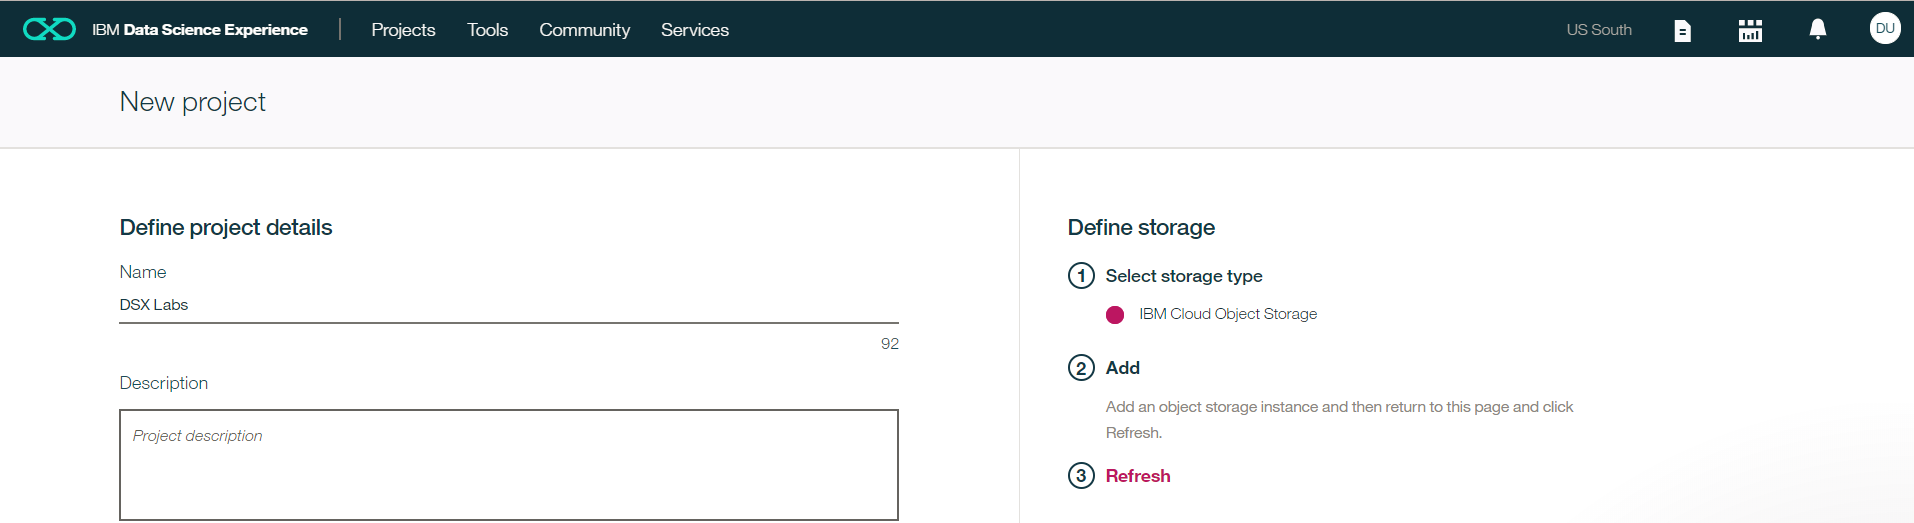 IBM Data Science Experience
Projects
Tools
Community
Services
US South
DU
New project
Define project details
Name
DSX Labs
92
Description
Project description
Define storage
1 Select storage type
IBM Cloud Object Storage
2 Add
Add an object storage instance and then return to this page and click
Refresh.
3 Refresh